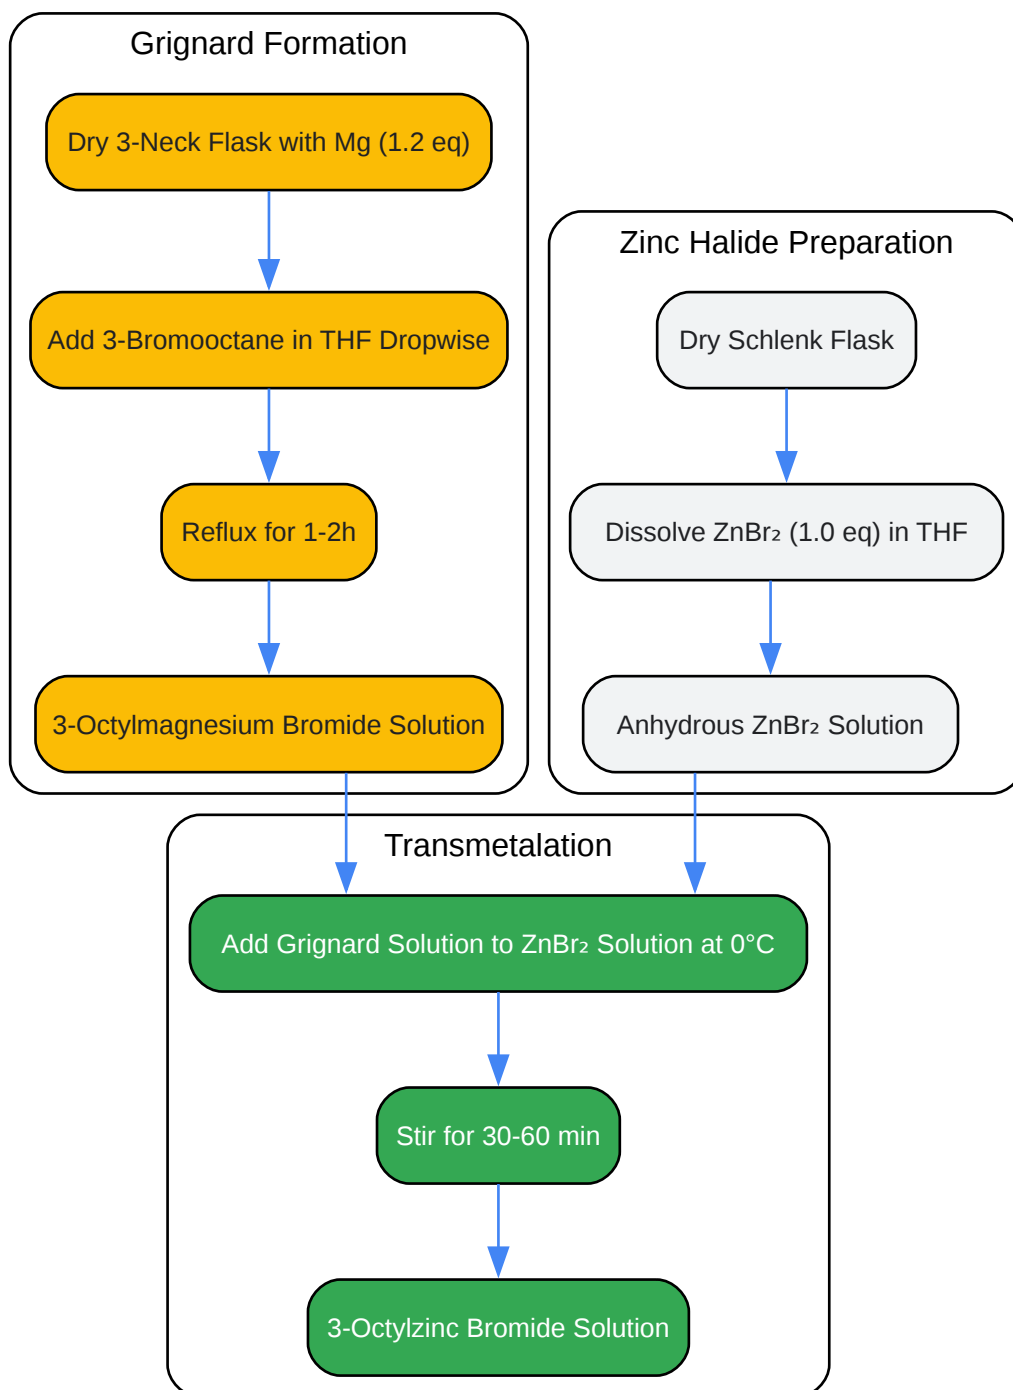 Grignard Formation
Dry 3-Neck Flask with Mg (1.2 eq)
Add 3-Bromooctane in THF Dropwise
Reflux for 1-2h
3-Octylmagnesium Bromide Solution
Zinc Halide Preparation
Dry Schlenk Flask
Dissolve ZnBr₂ (1.0 eq) in THF
Anhydrous ZnBr₂ Solution
Transmetalation
Add Grignard Solution to ZnBr₂ Solution at 0°C
Stir for 30-60 min
3-Octylzinc Bromide Solution